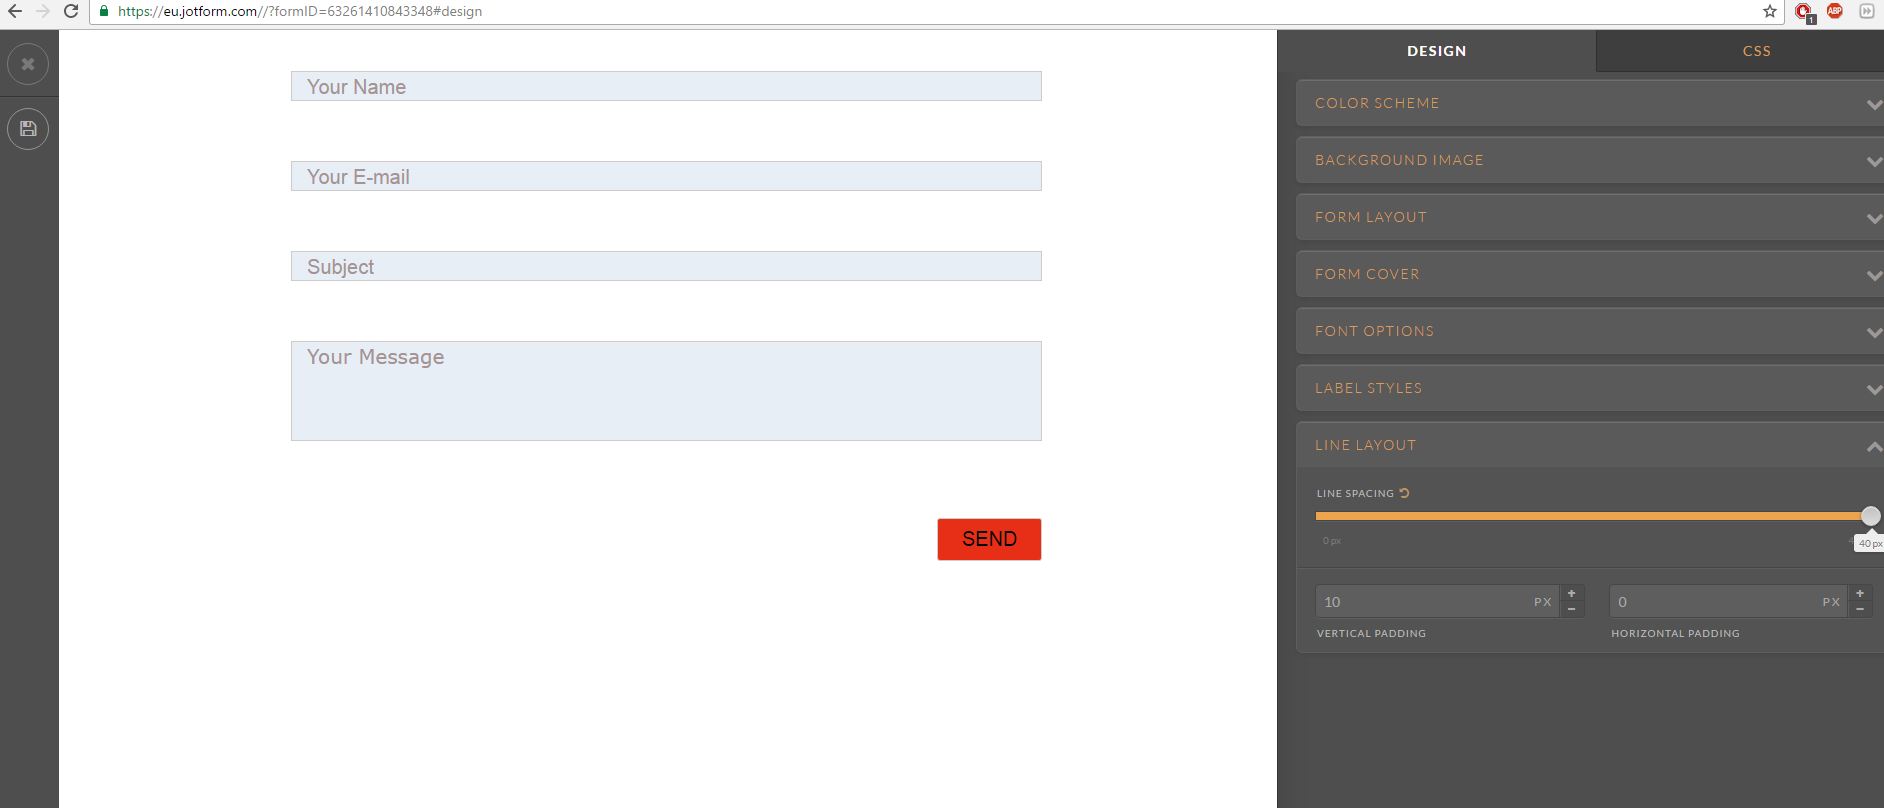 https://eu.jotform.com//?formID=63261410843348#design
1
ABP
DESIGN
CSS
Your Name
Your E-mail
Subject
Your Message
SEND
COLOR SCHEME
BACKGROUND IMAGE
FORM LAYOUT
FORM COVER
FONT OPTIONS
LABEL STYLES
LINE LAYOUT
LINE SPACING
0 px
40 px
10 PX + −
0 PX + −
VERTICAL PADDING
HORIZONTAL PADDING